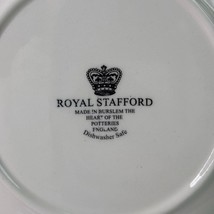 ROYAL STAFFORD
MADE IN BURSLEM THE
HEART OF THE
POTTERIES
ENGLAND
Dishwasher Safe